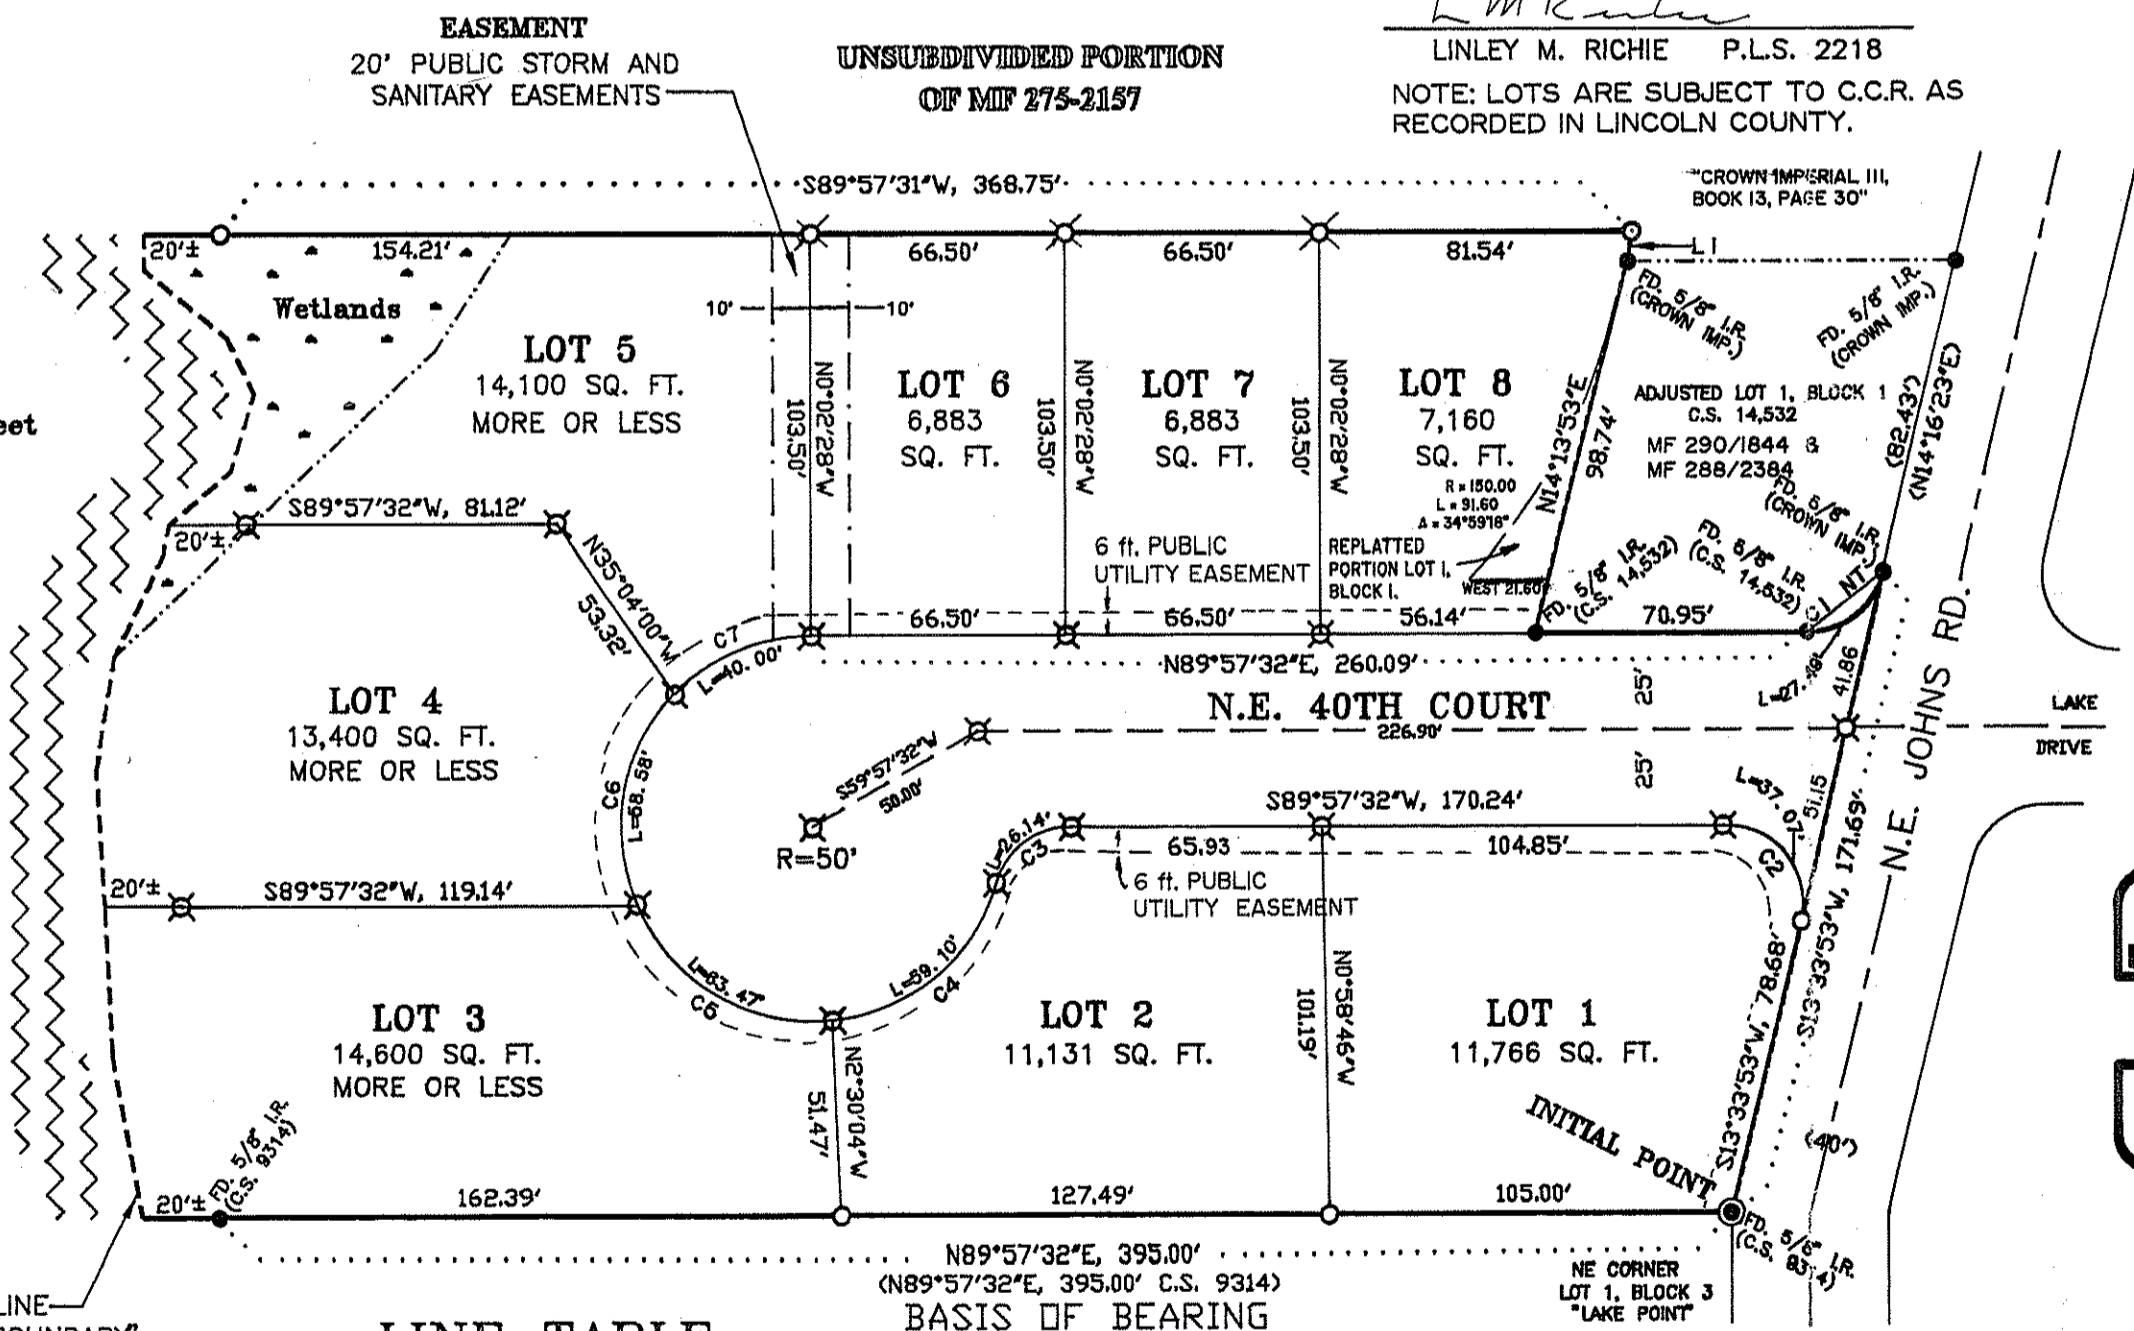 EASEMENT
20' PUBLIC STORM AND
SANITARY EASEMENTS
UNSUBDIVIDED PORTION
OF MF 275-2157
LINLEY M. RICHIE P.L.S. 2218
NOTE: LOTS ARE SUBJECT TO C.C.R. AS
RECORDED IN LINCOLN COUNTY.
"CROWN IMPERIAL III,
BOOK 13, PAGE 30"
S89°57'31"W, 368.75'
20'±
154.21'
66.50'
66.50'
81.54'
L1
Wetlands
10'
10'
LOT 5
14,100 SQ. FT.
MORE OR LESS
N0°02'28"W
103.50'
LOT 6
6,883
SQ. FT.
103.50'
N0°02'28"W
LOT 7
6,883
SQ. FT.
103.50'
N0°02'28"W
LOT 8
7,160
SQ. FT.
R=150.00
L=91.60
Δ=34°59'18"
N14°13'53"E
98.74'
FD. 5/8" I.R.
(CROWN IMP.)
FD. 5/8" I.R.
(CROWN IMP.)
ADJUSTED LOT 1, BLOCK 1
C.S. 14,532
MF 290/1844 &
MF 288/2384
(82.43')
(N14°16'23"E)
FD. 5/8" I.R.
(CROWN IMP.)
FD. 5/8" I.R.
(C.S. 14,532)
FD. 5/8" I.R.
(C.S. 14,532)
eet
S89°57'32"W, 81.12'
20'±
N35°04'00"W
53.32'
6 ft. PUBLIC
UTILITY EASEMENT
REPLATTED
PORTION LOT 1,
BLOCK 1.
WEST 21.60'
C7
L=40.00'
66.50'
66.50'
56.14'
70.95'
C1 NT
N89°57'32"E, 260.09'
L=27.48'
41.86
25'
N.E. 40TH COURT
226.90'
25'
LAKE
DRIVE
N.E. JOHNS RD.
LOT 4
13,400 SQ. FT.
MORE OR LESS
C6
L=68.58'
S59°57'32"W
50.00'
R=50'
S89°57'32"W, 170.24'
L=37.07'
51.15
L=26.14'
C3
65.93
104.85'
C2
6 ft. PUBLIC
UTILITY EASEMENT
S13°33'53"W, 171.69'
20'±
S89°57'32"W, 119.14'
L=63.47'
C5
L=59.10'
C4
N0°58'46"W
101.19'
S13°33'53"W, 78.68'
LOT 3
14,600 SQ. FT.
MORE OR LESS
LOT 2
11,131 SQ. FT.
LOT 1
11,766 SQ. FT.
N2°30'04"W
51.47'
INITIAL POINT
(40')
FD. 5/8" I.R.
(C.S. 9314)
20'±
162.39'
127.49'
105.00'
FD. 5/8" I.R.
(C.S. 9314)
N89°57'32"E, 395.00'
(N89°57'32"E, 395.00' C.S. 9314)
BASIS OF BEARING
NE CORNER
LOT 1, BLOCK 3
"LAKE POINT"
LINE
LINE TABLE